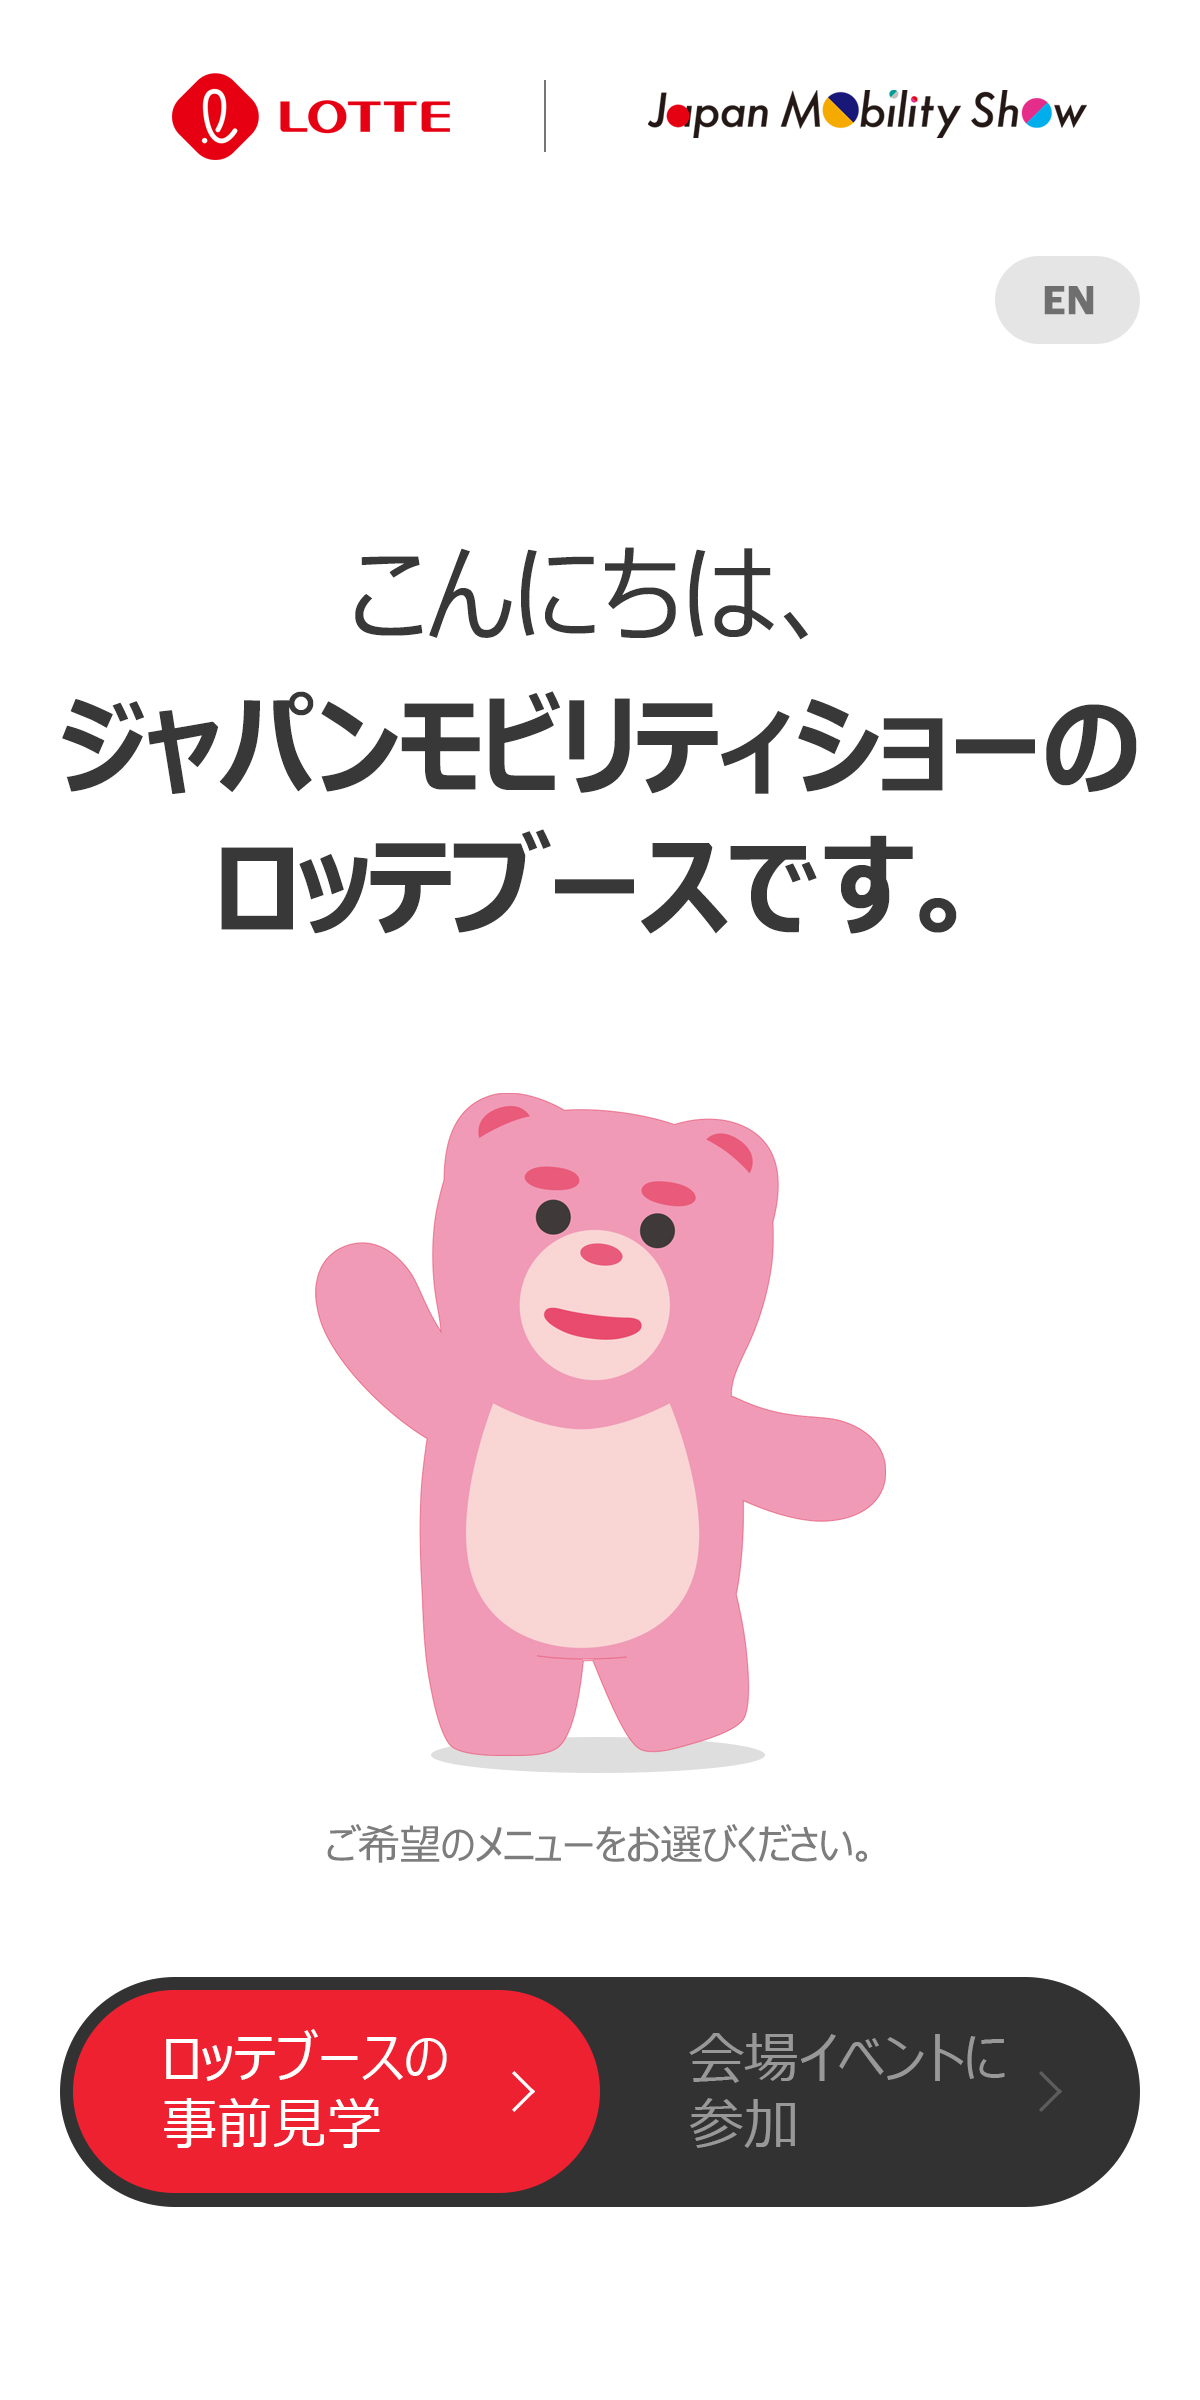 LOTTE
Japan Mobility Show
EN
こんにちは、
ジャパンモビリティショーの
ロッテブースです。
ご希望のメニューをお選びください。
ロッテブースの
事前見学
会場イベントに
参加